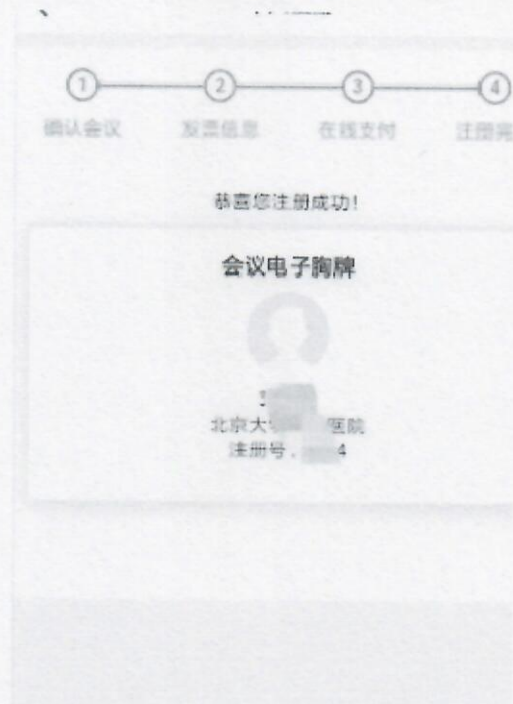 1 2 3 4
确认会议 发票信息 在线支付 注册完
恭喜您注册成功!
会议电子胸牌
北京大 医院
注册号 4